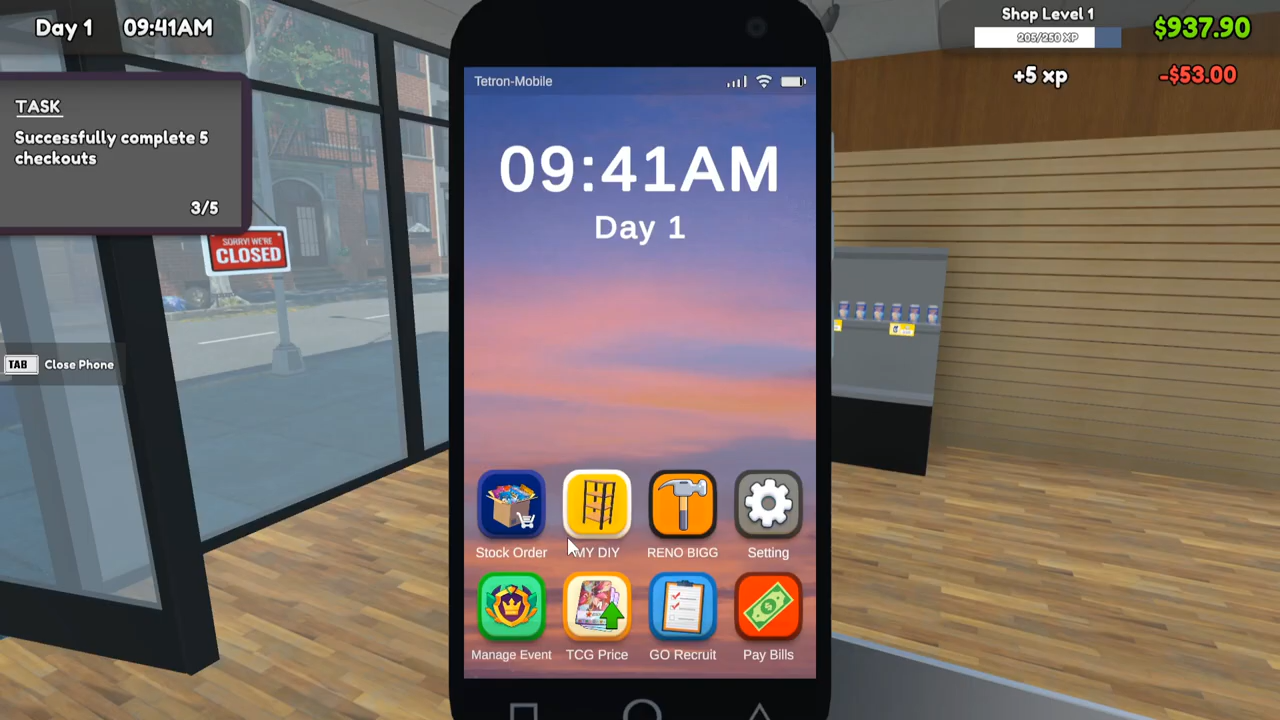 Day 1 09:41AM
TASK
Successfully complete 5
checkouts
3/5
SORRY! WE'RE
CLOSED
TAB Close Phone
Tetron-Mobile
09:41AM
Day 1
Stock Order
MY DIY
RENO BIGG
Setting
Manage Event
TCG Price
GO Recruit
Pay Bills
Shop Level 1
205/250 XP
$937.90
+5 xp
-$53.00